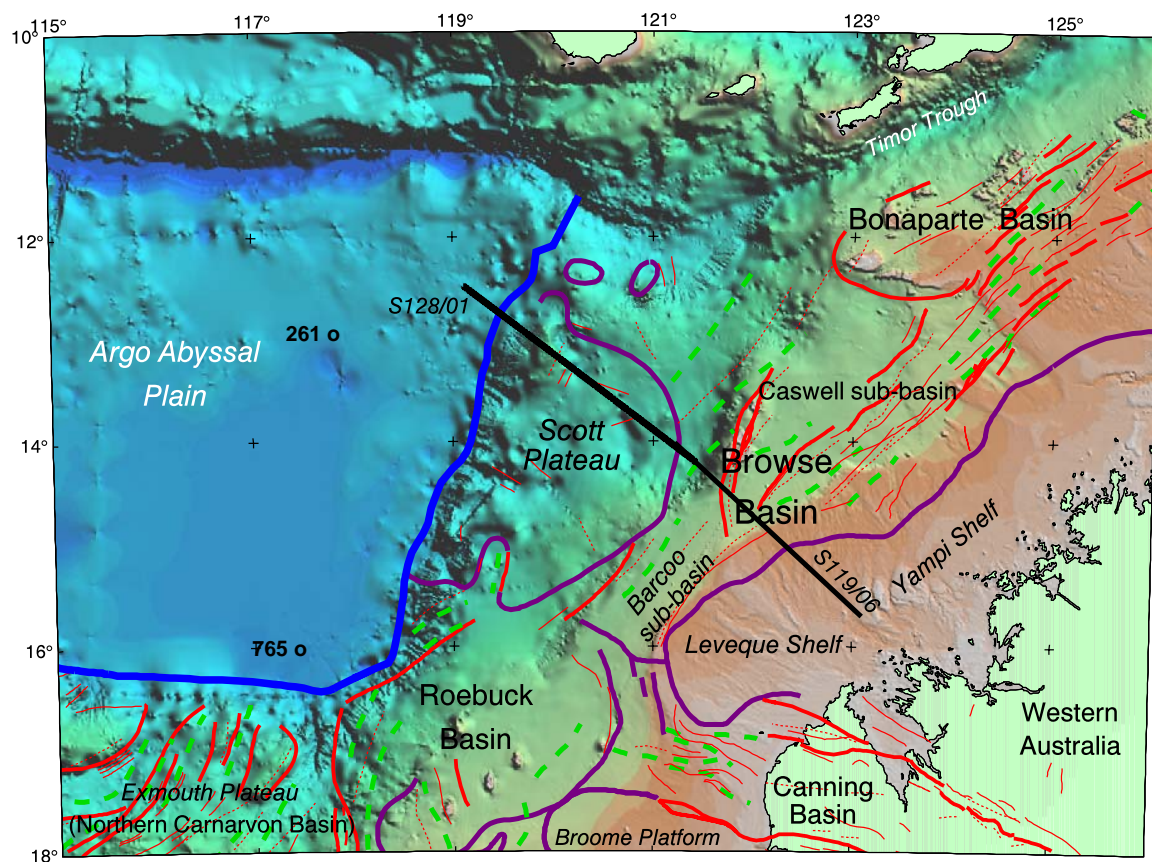 115° 117° 119° 121° 123° 125°
10°
Timor Trough
Bonaparte Basin
12°
S128/01
261 o
Argo Abyssal
Plain
Caswell sub-basin
Scott
Plateau
14°
Browse
Basin
Yampi Shelf
S119/06
Barcoo
sub-basin
Leveque Shelf
765 o
16°
Roebuck
Basin
Western
Australia
Exmouth Plateau
(Northern Carnarvon Basin)
Canning
Basin
Broome Platform
18°